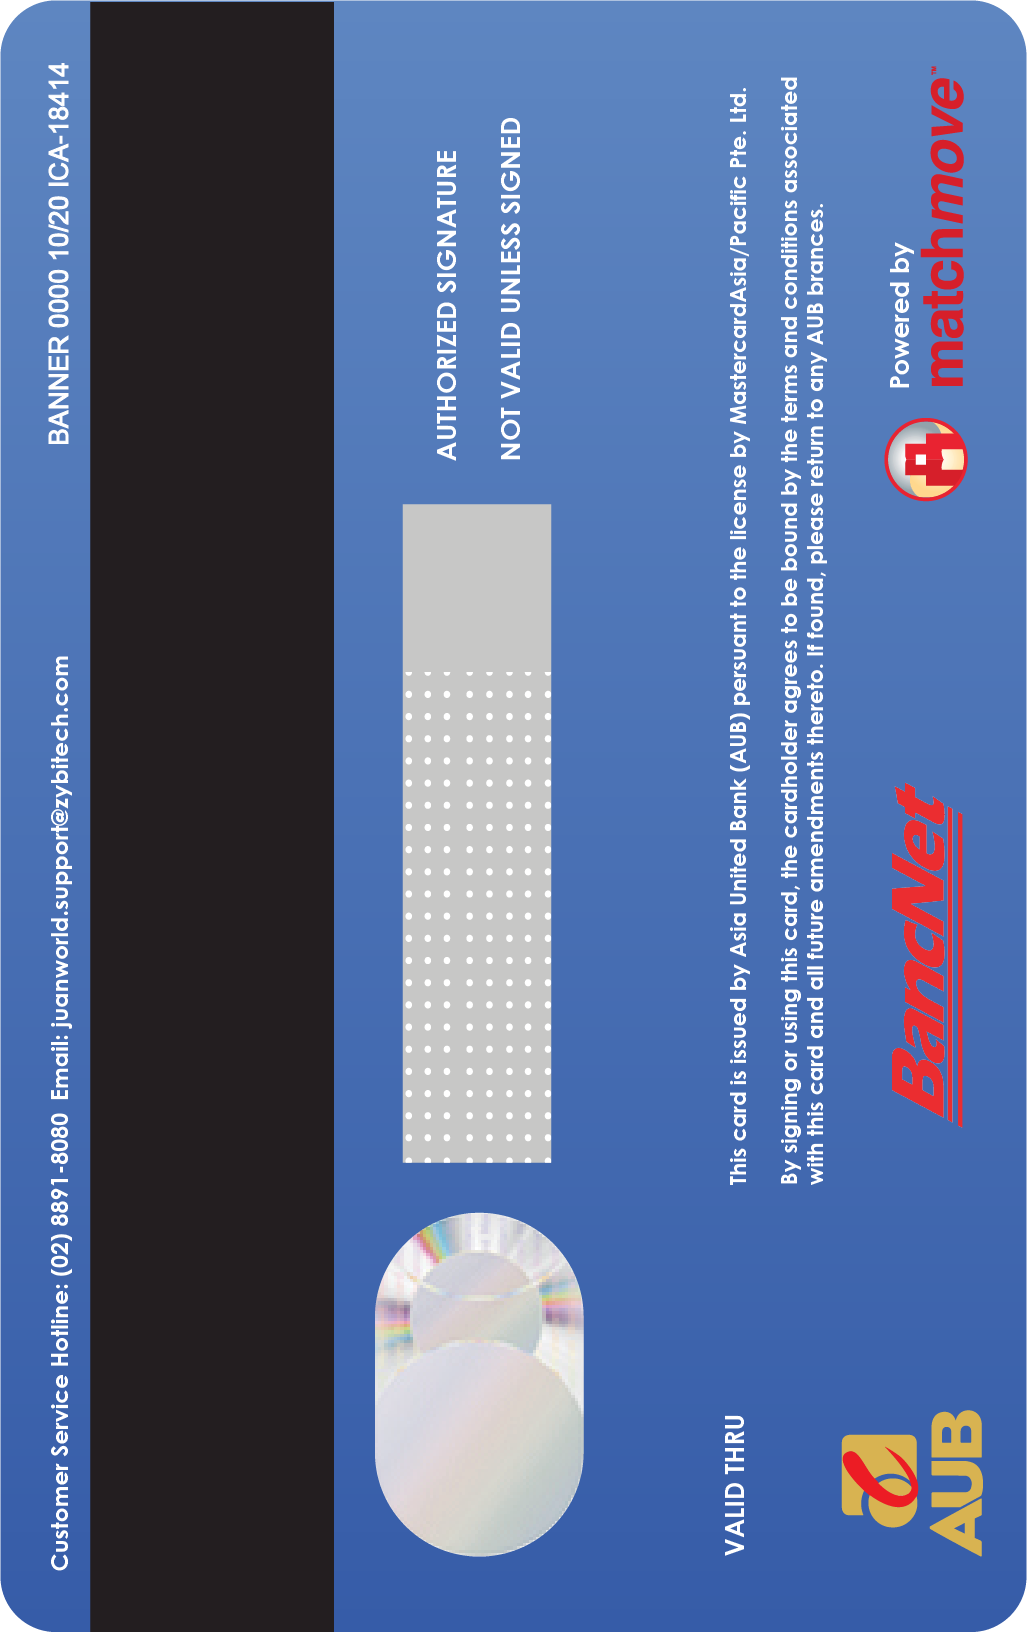 Customer Service Hotline: (02) 8891-8080 Email: juanworld.support@zybitech.com BANNER 0000 10/20 ICA-18414
AUTHORIZED SIGNATURE
NOT VALID UNLESS SIGNED
VALID THRU
This card is issued by Asia United Bank (AUB) persuant to the license by MastercardAsia/Pacific Pte. Ltd.
By signing or using this card, the cardholder agrees to be bound by the terms and conditions associated
with this card and all future amendments thereto. If found, please return to any AUB brances.
AUB
BancNet
Powered by
matchmove™